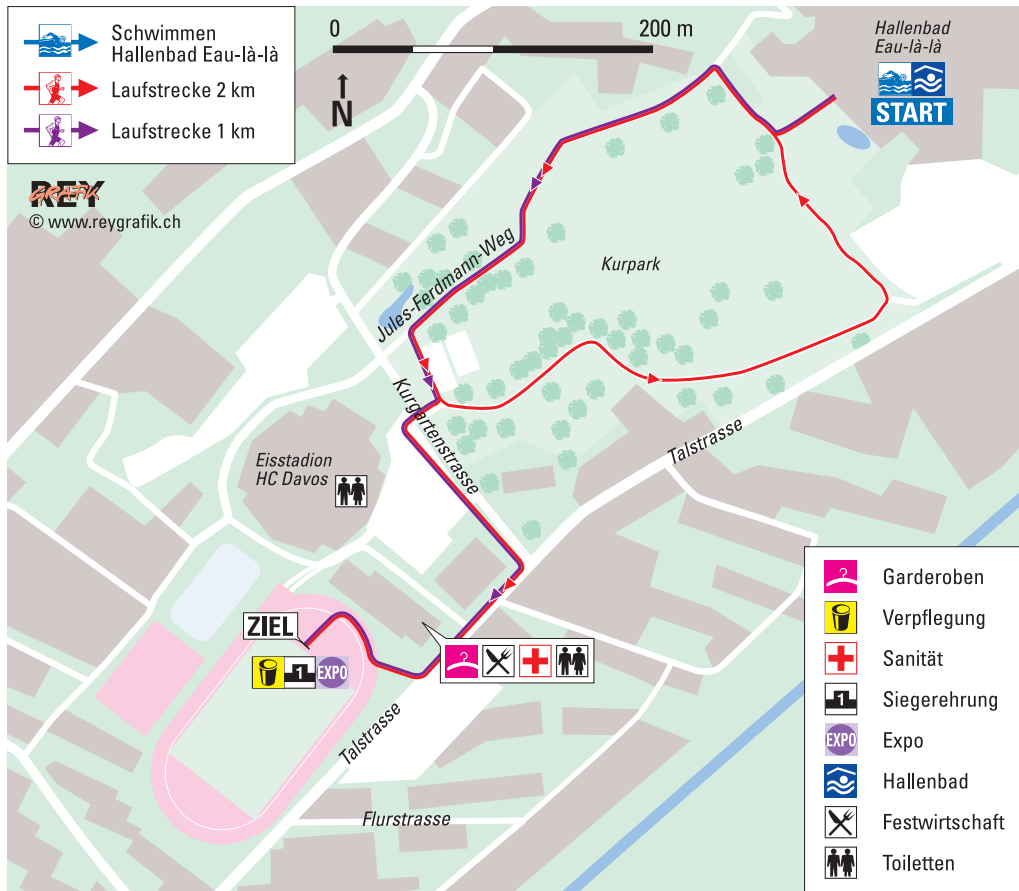 Schwimmen
Hallenbad Eau-là-là
Laufstrecke 2 km
Laufstrecke 1 km
0
200 m
N
REY
GRAFIK
© www.reygrafik.ch
Hallenbad
Eau-là-là
START
Jules-Ferdmann-Weg
Kurpark
Kurgartenstrasse
Talstrasse
Eisstadion
HC Davos
ZIEL
1
EXPO
Talstrasse
Flurstrasse
Garderoben
Verpflegung
Sanität
1
Siegerehrung
EXPO
Expo
Hallenbad
Festwirtschaft
Toiletten